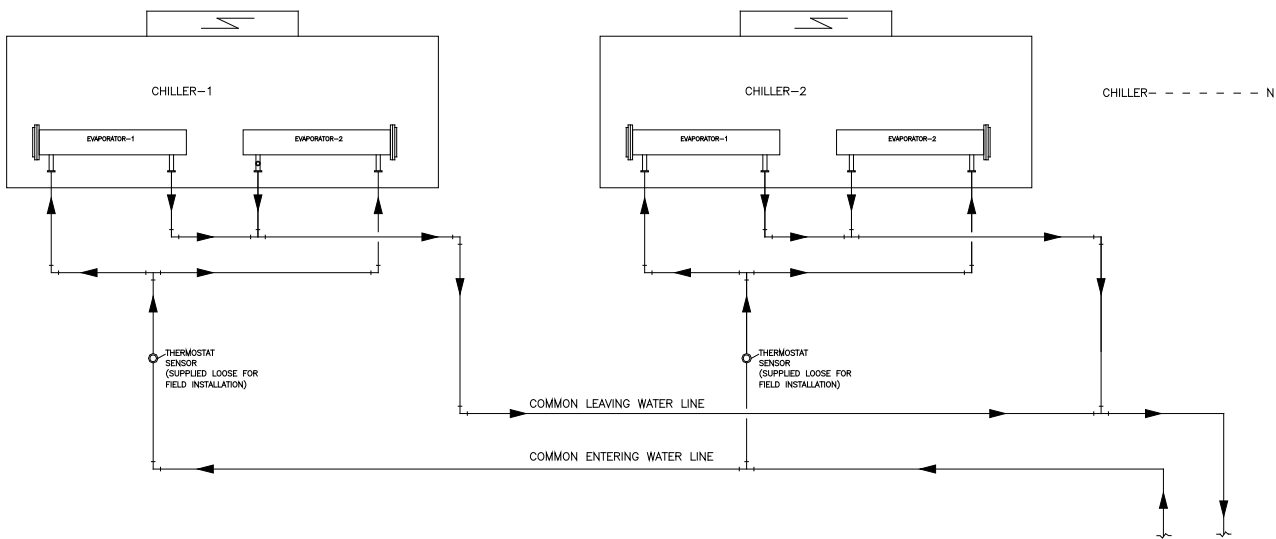 CHILLER-1
EVAPORATOR-1
EVAPORATOR-2
CHILLER-2
EVAPORATOR-1
EVAPORATOR-2
CHILLER- - - - - - - - N
THERMOSTAT
SENSOR
(SUPPLIED LOOSE FOR
FIELD INSTALLATION)
THERMOSTAT
SENSOR
(SUPPLIED LOOSE FOR
FIELD INSTALLATION)
COMMON LEAVING WATER LINE
COMMON ENTERING WATER LINE